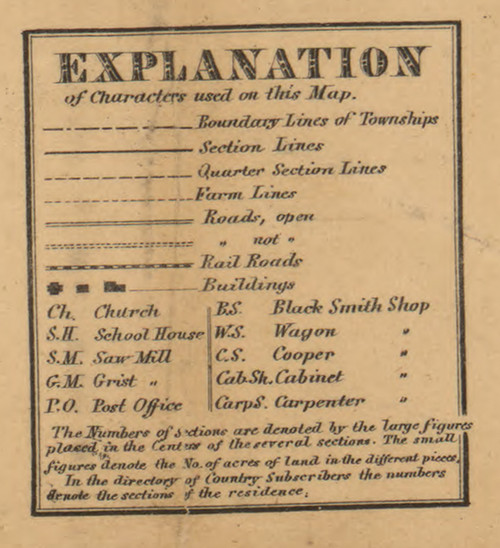 EXPLANATION
of Characters used on this Map.
Boundary Lines of Townships
Section Lines
Quarter Section Lines
Farm Lines
Roads, open
" not "
Rail Roads
Buildings
Ch. Church
S.H. School House
S.M. Saw Mill
G.M. Grist "
P.O. Post Office
B.S. Black Smith Shop
W.S. Wagon "
C.S. Cooper "
Cab.Sh. Cabinet "
Carp S. Carpenter "
The Numbers of Sections are denoted by the large figures
placed in the Centers of the several sections. The small
figures denote the No. of acres of land in the different pieces.
In the directory of Country Subscribers the numbers
denote the sections of the residence.